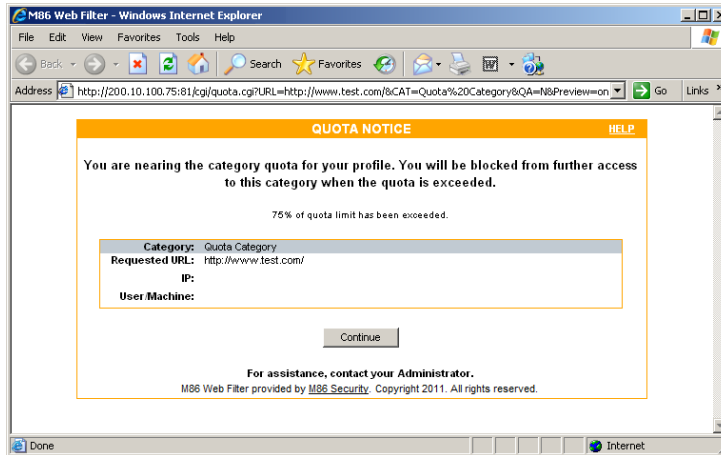 M86 Web Filter - Windows Internet Explorer
File Edit View Favorites Tools Help
Back Search Favorites
Address http://200.10.100.75:81/cgi/quota.cgi?URL=http://www.test.com/&CAT=Quota%20Category&QA=N&Preview=on Go Links »
QUOTA NOTICE HELP
You are nearing the category quota for your profile. You will be blocked from further access
to this category when the quota is exceeded.
75% of quota limit has been exceeded.
Category: Quota Category
Requested URL: http://www.test.com/
IP:
User/Machine:
Continue
For assistance, contact your Administrator.
M86 Web Filter provided by M86 Security. Copyright 2011. All rights reserved.
Done Internet